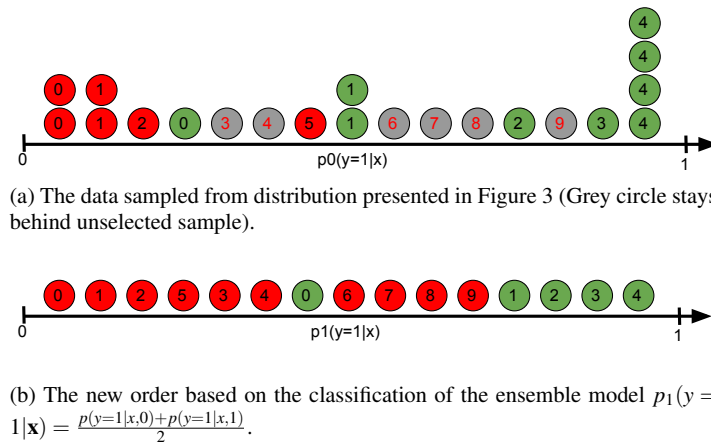 4
4
0 1 1 4
0 1 2 0 3 4 5 1 6 7 8 2 9 3 4
0 p0(y=1|x) 1
(a) The data sampled from distribution presented in Figure 3 (Grey circle stays
behind unselected sample).
0 1 2 5 3 4 0 6 7 8 9 1 2 3 4
0 p1(y=1|x) 1
(b) The new order based on the classification of the ensemble model p₁(y =
1|𝐱) = p(y=1|x,0)+p(y=1|x,1) / 2.